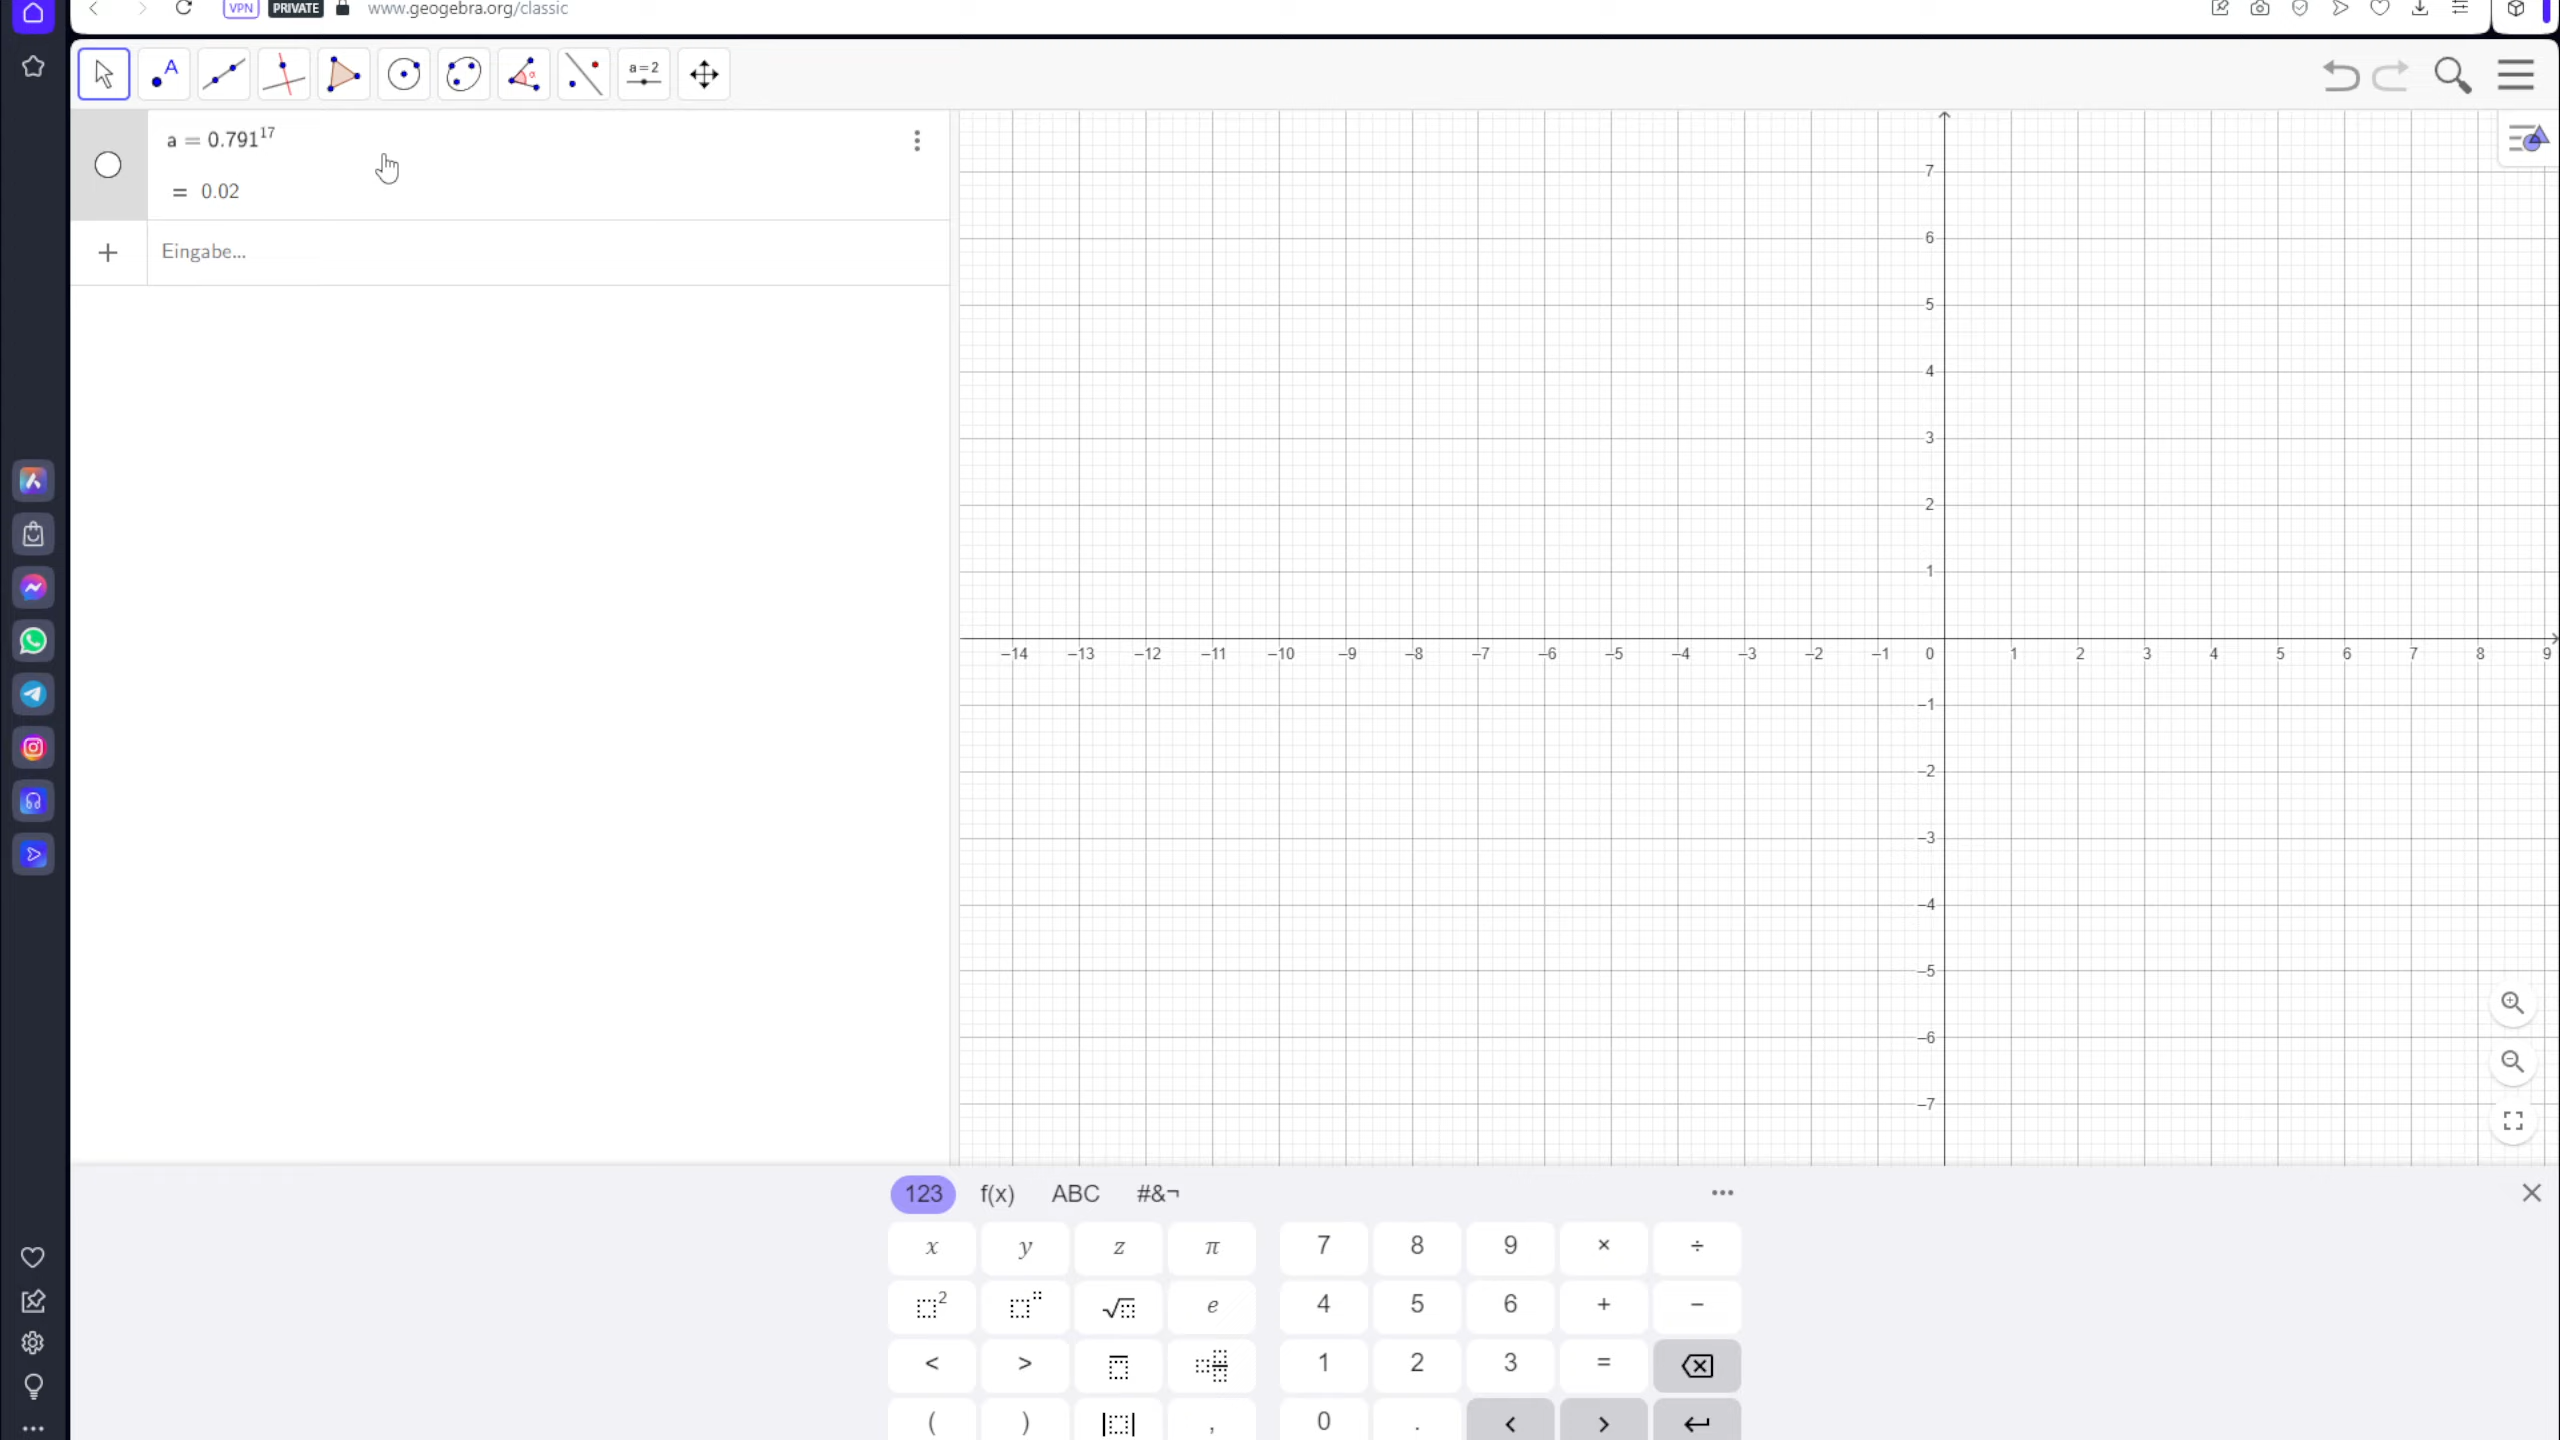 VPN PRIVATE www.geogebra.org/classic
A
α
a=2
a = 0.791¹⁷
= 0.02
+ Eingabe...
7
6
5
4
3
2
1
–14 –13 –12 –11 –10 –9 –8 –7 –6 –5 –4 –3 –2 –1 0 1 2 3 4 5 6 7 8 9
–1
–2
–3
–4
–5
–6
–7
123 f(x) ABC #&¬
x y z π 7 8 9 × ÷
2 √ e 4 5 6 + −
< > 1 2 3 =
( ) | | , 0 . < >